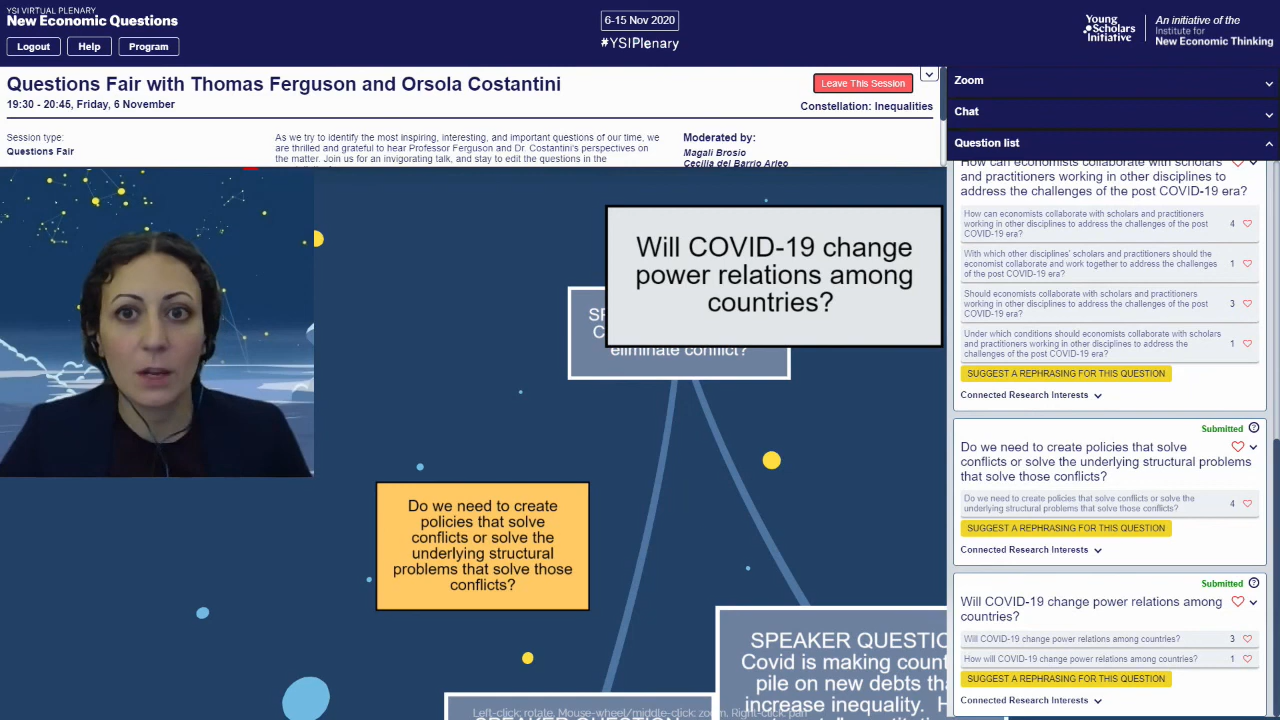 YSI VIRTUAL PLENARY
New Economic Questions
Logout
Help
Program
6-15 Nov 2020
#YSIPlenary
Young
Scholars
Initiative
An initiative of the
Institute for
New Economic Thinking
Questions Fair with Thomas Ferguson and Orsola Costantini
Leave This Session
19:30 - 20:45, Friday, 6 November
Constellation: Inequalities
Session type:
Questions Fair
As we try to identify the most inspiring, interesting, and important questions of our time, we
are thrilled and grateful to hear Professor Ferguson and Dr. Costantini's perspectives on
the matter. Join us for an invigorating talk, and stay to edit the questions in the
Moderated by:
Magali Brosio
Cecilia del Barrio Arleo
Will COVID-19 change
power relations among
countries?
eliminate conflict?
Do we need to create
policies that solve
conflicts or solve the
underlying structural
problems that solve those
conflicts?
SPEAKER QUESTIO
Covid is making count
pile on new debts tha
increase inequality. H
SPEAKER QUESTION
Left-click: rotate, Mouse-wheel/middle-click: zoom, Right-click: pan
Zoom
Chat
Question list
How can economists collaborate with scholars
and practitioners working in other disciplines to
address the challenges of the post COVID-19 era?
How can economists collaborate with scholars and practitioners
working in other disciplines to address the challenges of the post
COVID-19 era?
4
With which other disciplines' scholars and practitioners should the
economist collaborate and work together to address the challenges
of the post COVID-19 era?
1
Should economists collaborate with scholars and practitioners
working in other disciplines to address the challenges of the post
COVID-19 era?
3
Under which conditions should economists collaborate with scholars
and practitioners working in other disciplines to address the
challenges of the post COVID-19 era?
1
SUGGEST A REPHRASING FOR THIS QUESTION
Connected Research Interests
Submitted
Do we need to create policies that solve
conflicts or solve the underlying structural problems
that solve those conflicts?
Do we need to create policies that solve conflicts or solve the
underlying structural problems that solve those conflicts?
4
SUGGEST A REPHRASING FOR THIS QUESTION
Connected Research Interests
Submitted
Will COVID-19 change power relations among
countries?
Will COVID-19 change power relations among countries?
3
How will COVID-19 change power relations among countries?
1
SUGGEST A REPHRASING FOR THIS QUESTION
Connected Research Interests